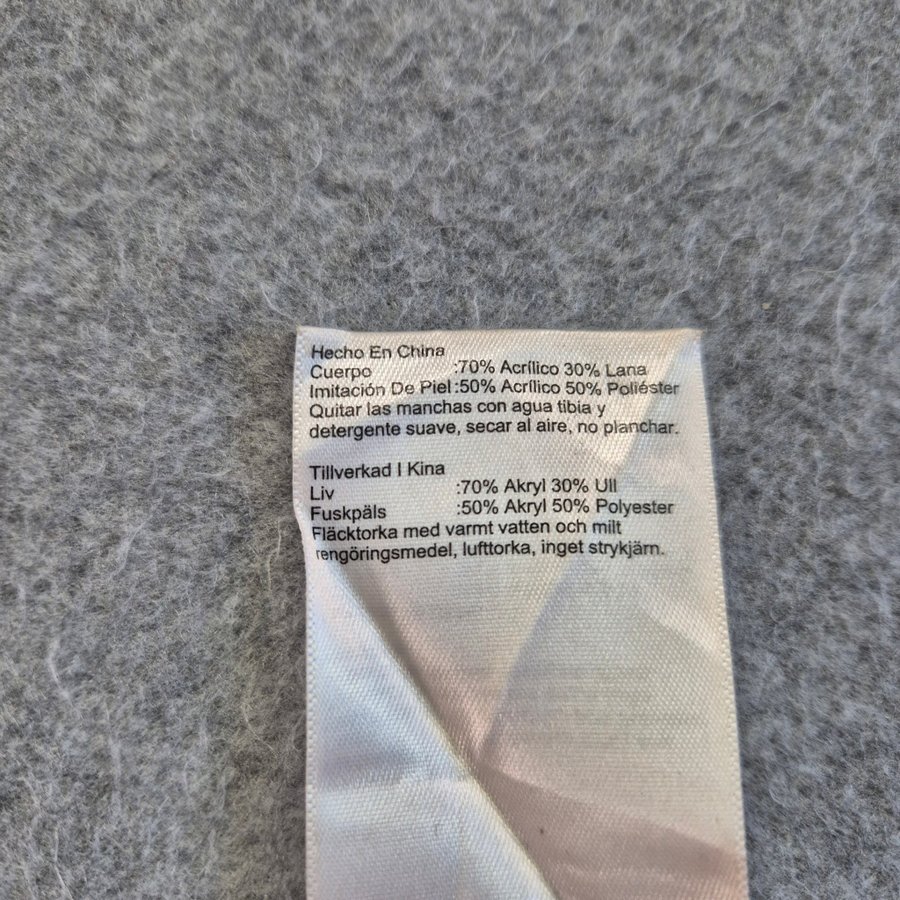 Hecho En China
Cuerpo :70% Acrílico 30% Lana
Imitación De Piel :50% Acrílico 50% Poliéster
Quitar las manchas con agua tibia y
detergente suave, secar al aire, no planchar.
Tillverkad I Kina
Liv :70% Akryl 30% Ull
Fuskpäls :50% Akryl 50% Polyester
Fläcktorka med varmt vatten och milt
rengöringsmedel, lufttorka, inget strykjärn.